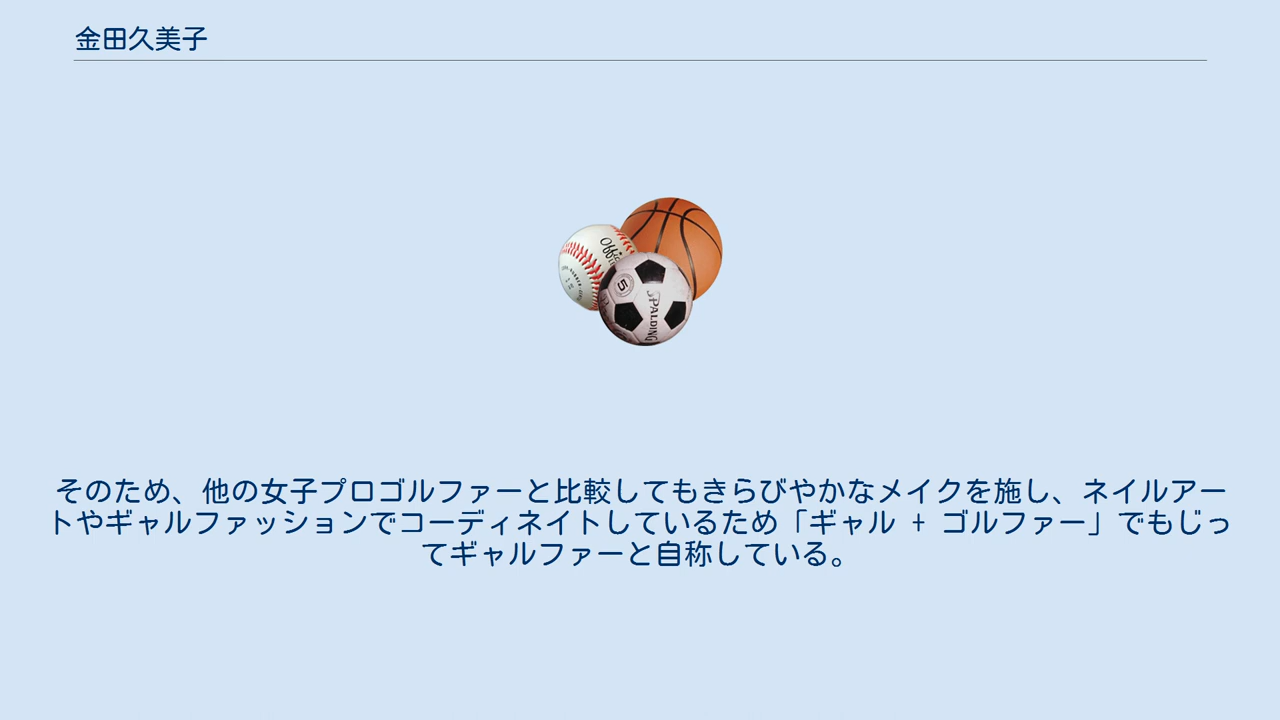 金田久美子
Offici
5
SPALDING
そのため、他の女子プロゴルファーと比較してもきらびやかなメイクを施し、ネイルアー
トやギャルファッションでコーディネイトしているため「ギャル + ゴルファー」でもじっ
てギャルファーと自称している。